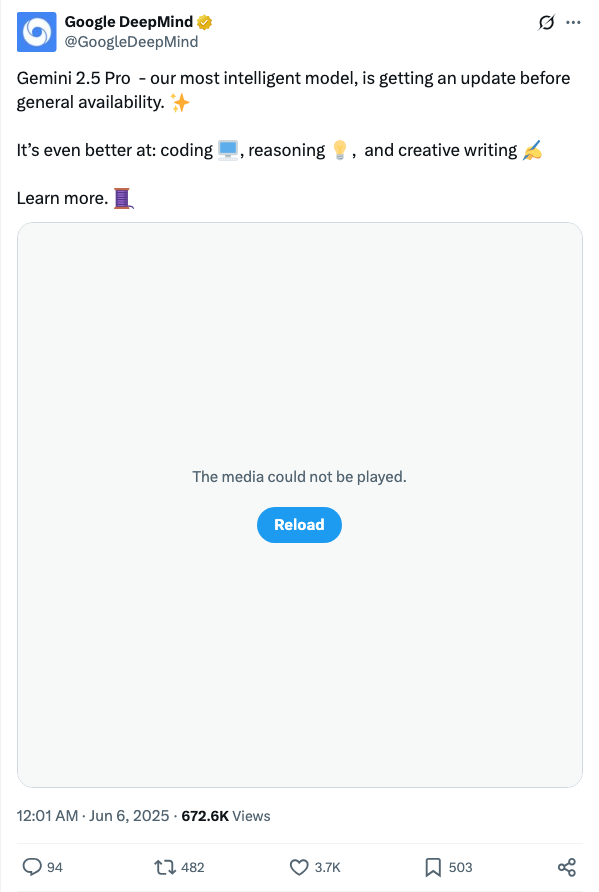 Google DeepMind
@GoogleDeepMind
Gemini 2.5 Pro - our most intelligent model, is getting an update before
general availability. ✨
It’s even better at: coding 💻, reasoning 💡, and creative writing ✍️
Learn more. 🧵
The media could not be played.
Reload
12:01 AM · Jun 6, 2025 · 672.6K Views
94 482 3.7K 503